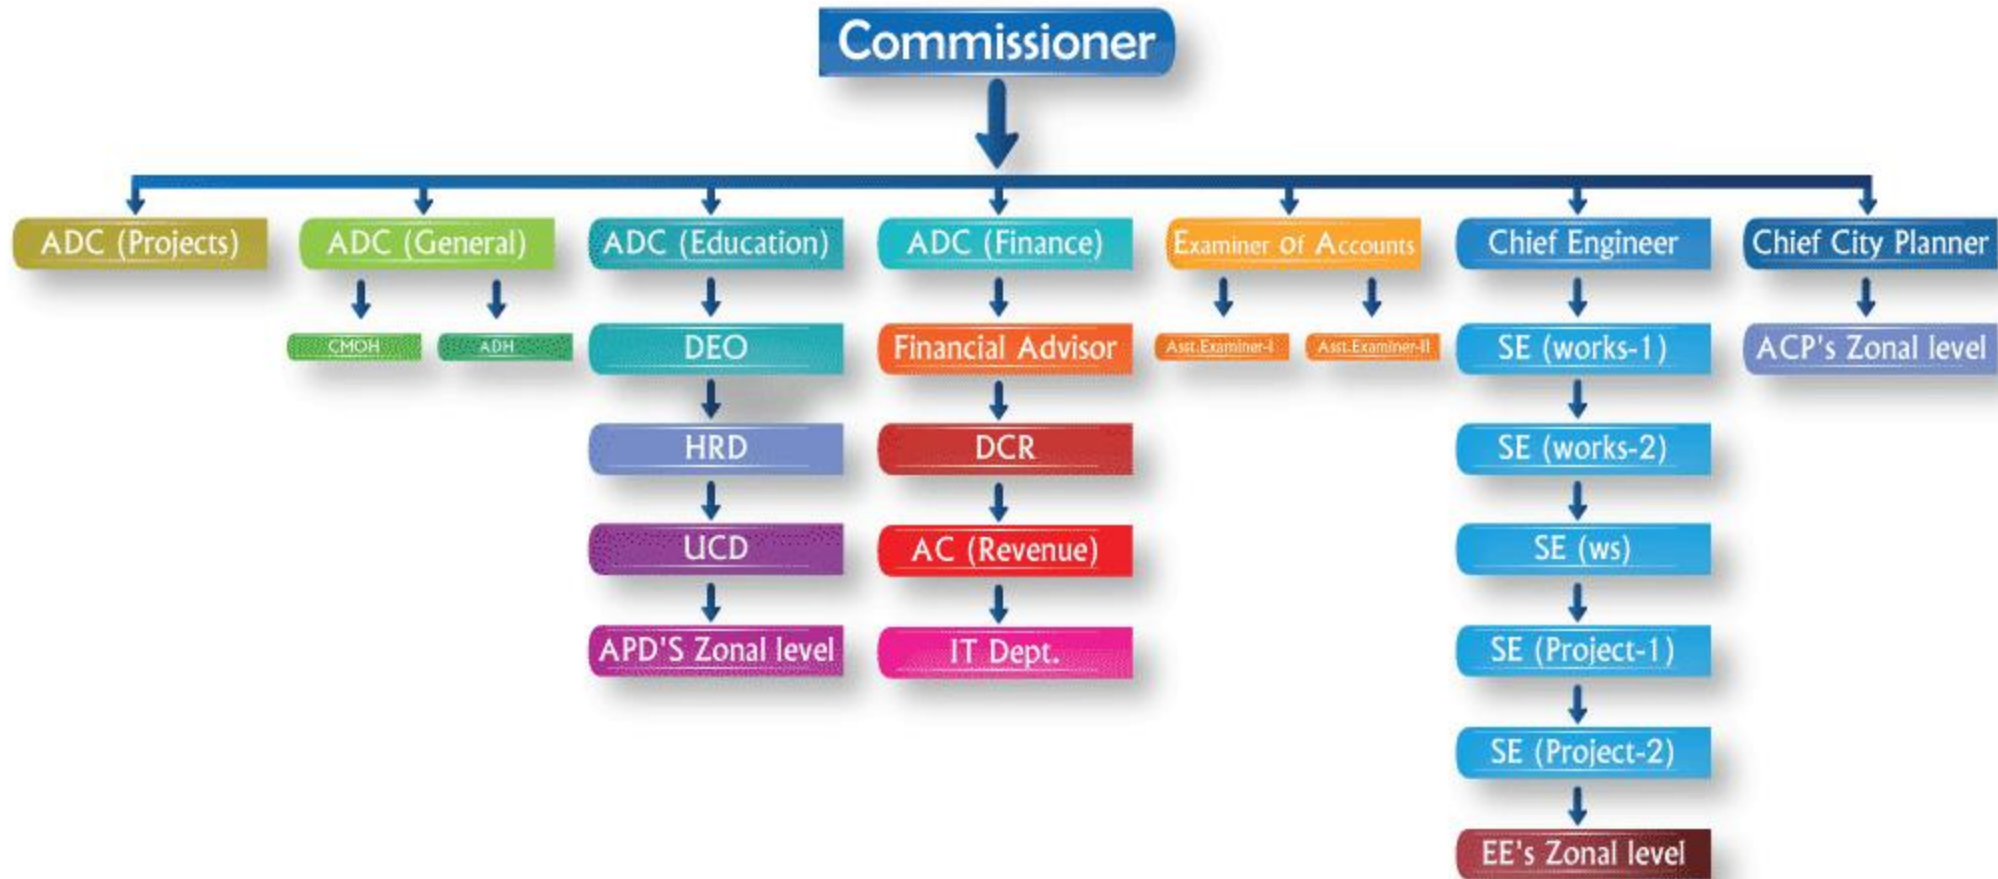 Commissioner
ADC (Projects)
ADC (General)
ADC (Education)
ADC (Finance)
Examiner of Accounts
Chief Engineer
Chief City Planner
CMOH
ADH
DEO
Financial Advisor
Asst.Examiner-I
Asst.Examiner-II
SE (works-1)
ACP's Zonal level
HRD
DCR
SE (works-2)
UCD
AC (Revenue)
SE (ws)
APD'S Zonal level
IT Dept.
SE (Project-1)
SE (Project-2)
EE's Zonal level